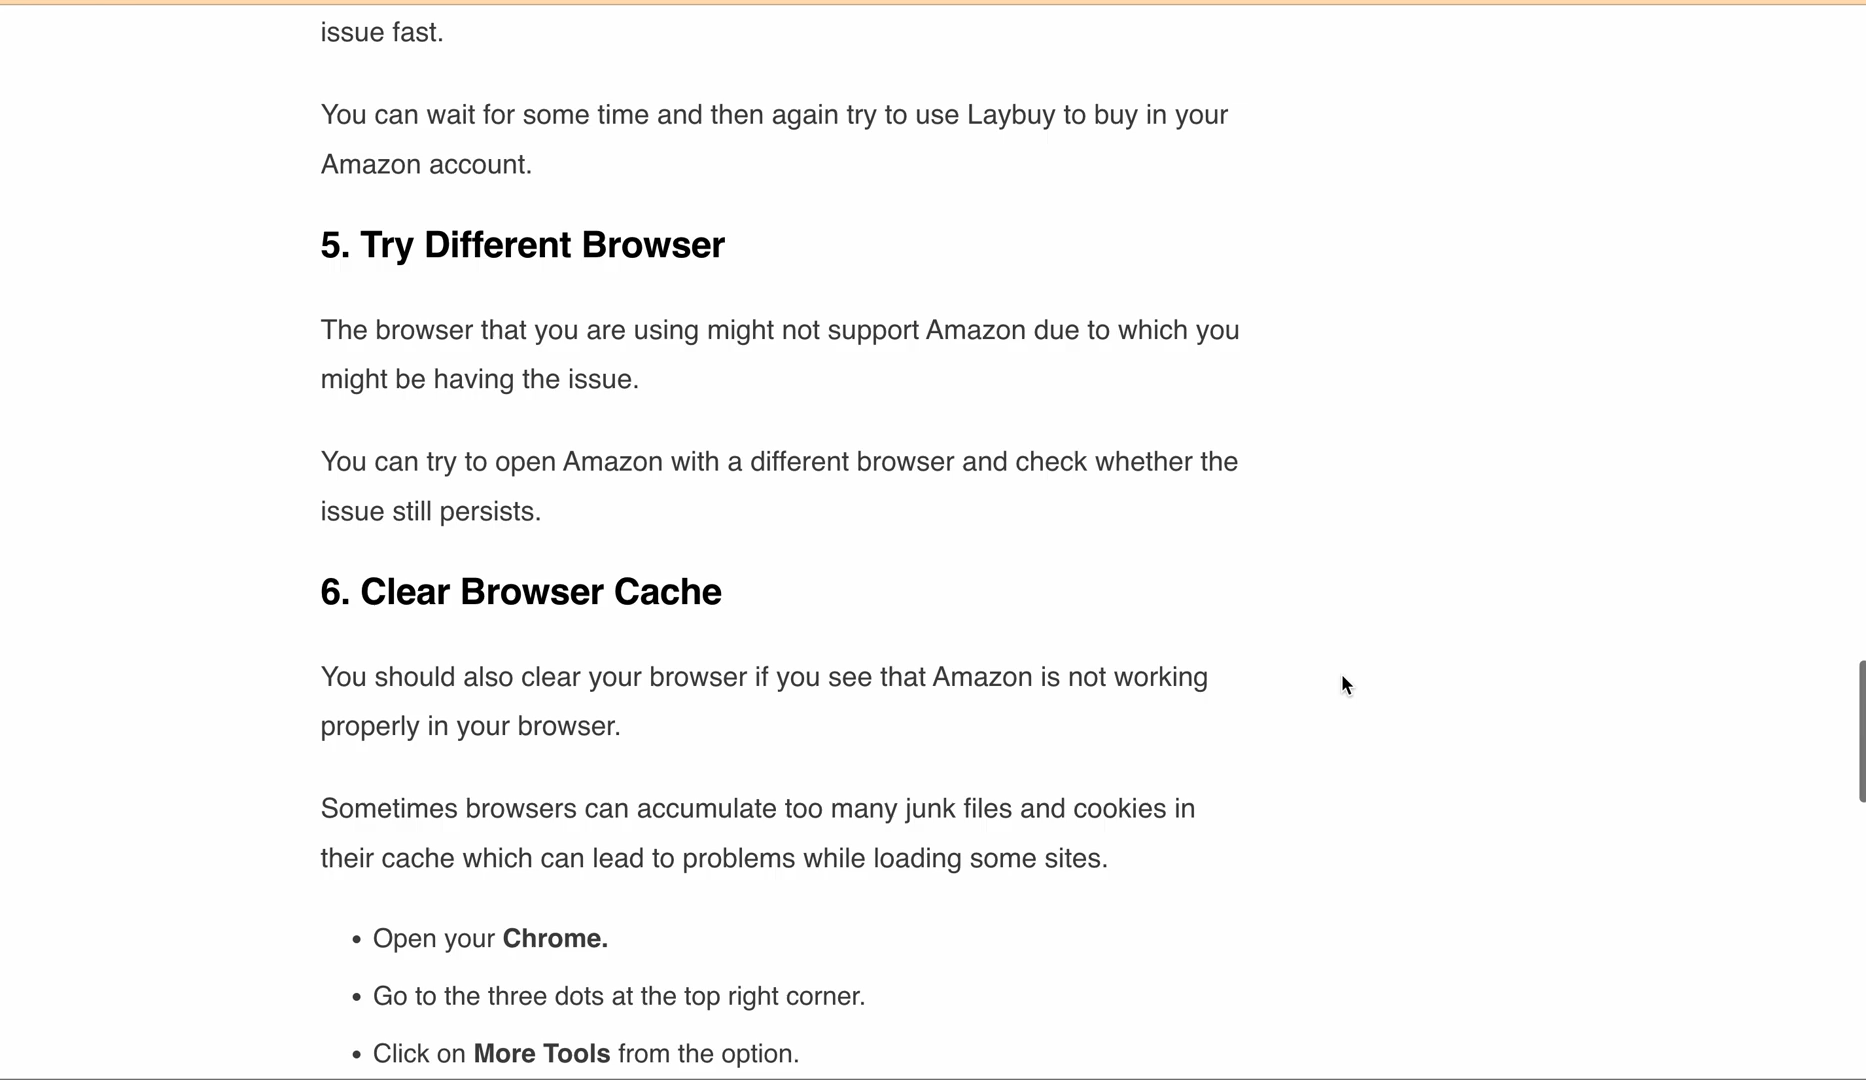 issue fast.
You can wait for some time and then again try to use Laybuy to buy in your
Amazon account.
5. Try Different Browser
The browser that you are using might not support Amazon due to which you
might be having the issue.
You can try to open Amazon with a different browser and check whether the
issue still persists.
6. Clear Browser Cache
You should also clear your browser if you see that Amazon is not working
properly in your browser.
Sometimes browsers can accumulate too many junk files and cookies in
their cache which can lead to problems while loading some sites.
• Open your Chrome.
• Go to the three dots at the top right corner.
• Click on More Tools from the option.